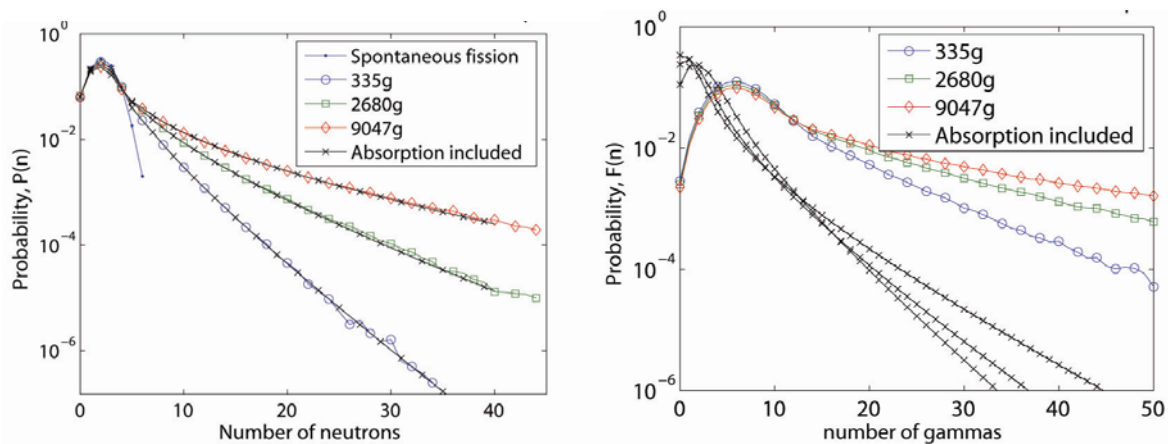 10^0
10^-2
10^-4
10^-6
Probability, P(n)
Spontaneous fission
335g
2680g
9047g
Absorption included
0 10 20 30 40
Number of neutrons
10^0
10^-2
10^-4
10^-6
Probability, F(n)
335g
2680g
9047g
Absorption included
0 10 20 30 40 50
number of gammas